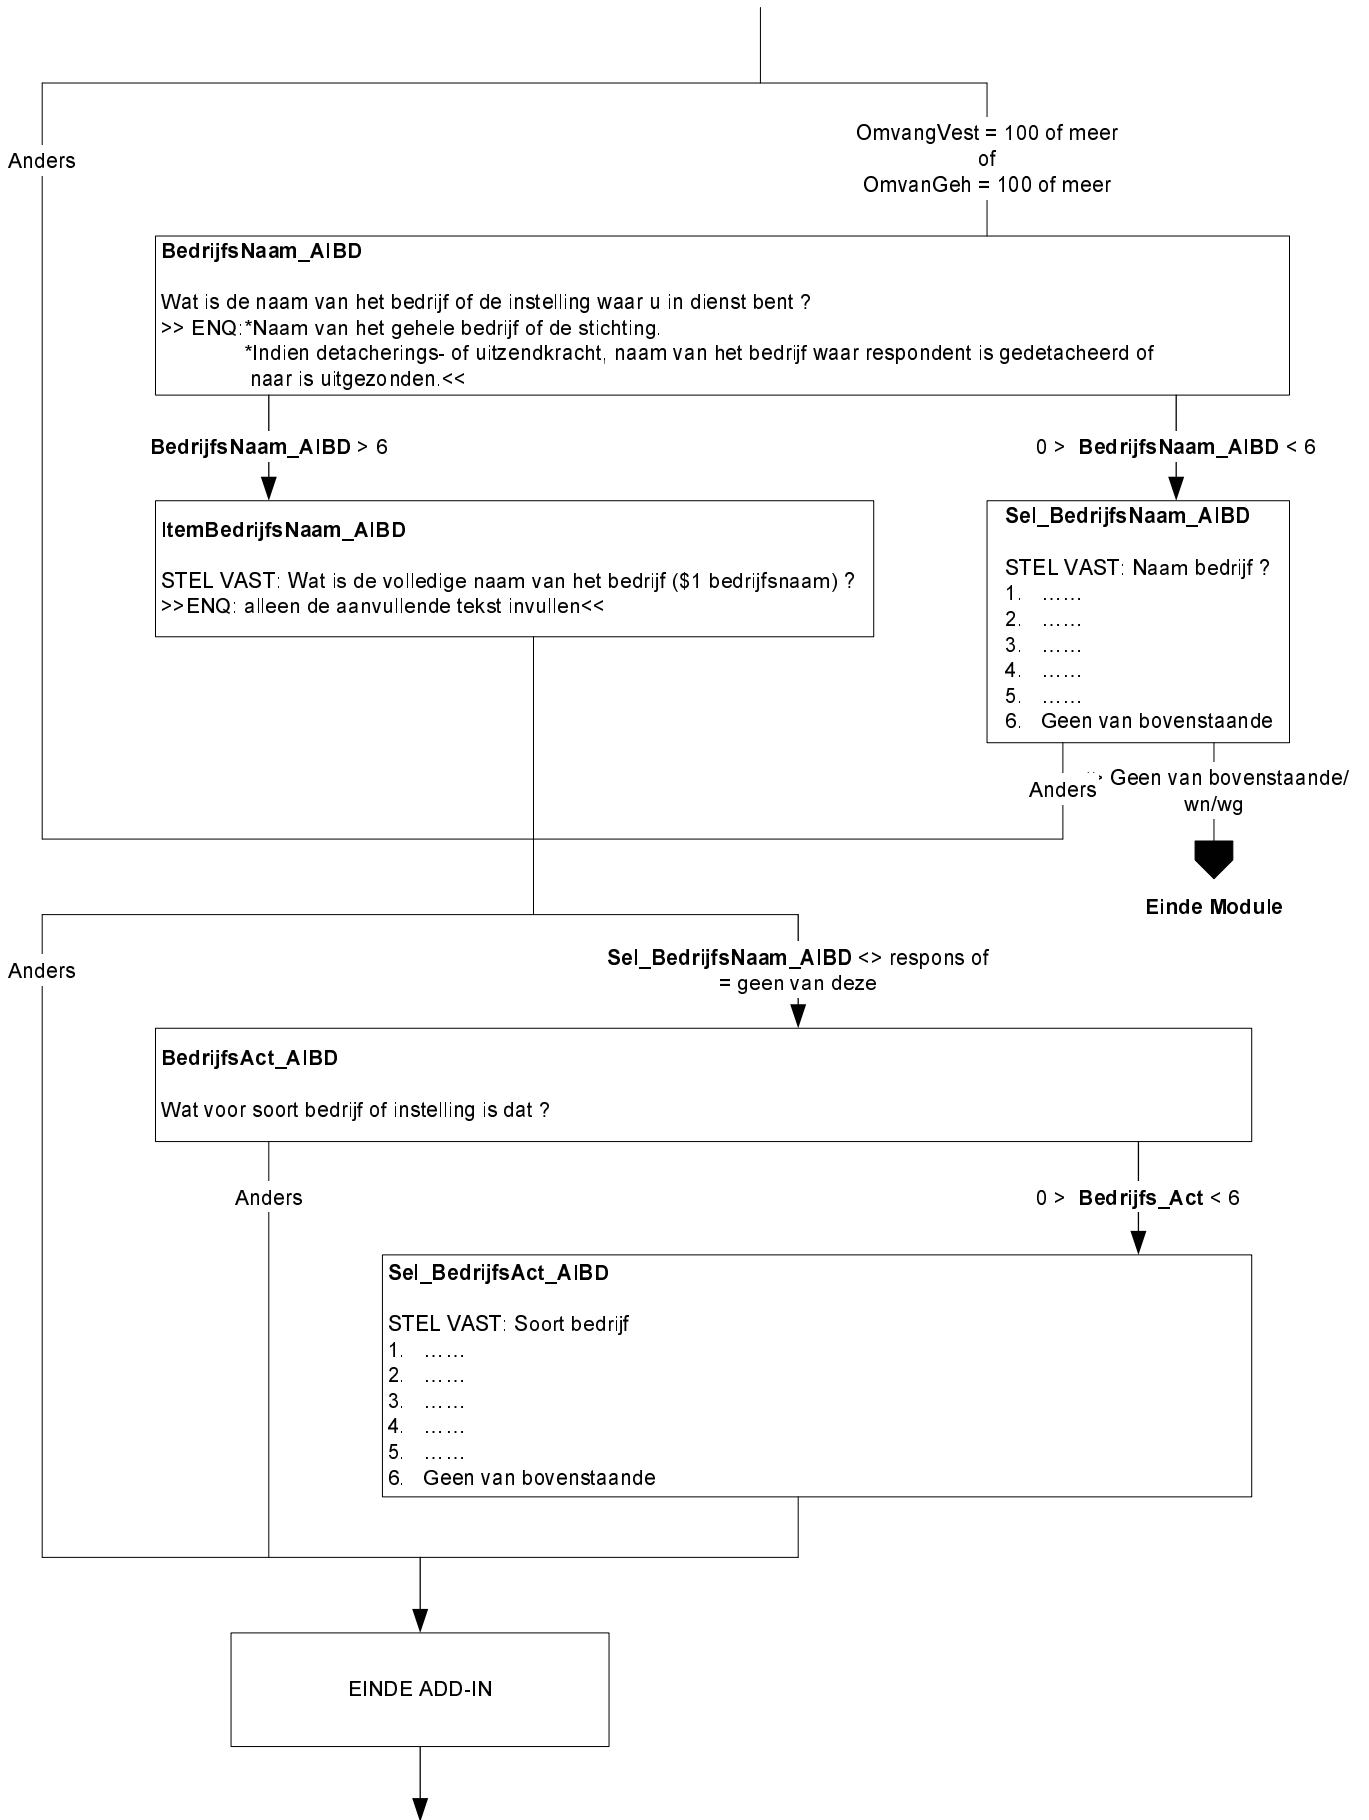 Anders
OmvangVest = 100 of meer
of
OmvanGeh = 100 of meer
BedrijfsNaam_AIBD
Wat is de naam van het bedrijf of de instelling waar u in dienst bent ?
>> ENQ:*Naam van het gehele bedrijf of de stichting.
*Indien detacherings- of uitzendkracht, naam van het bedrijf waar respondent is gedetacheerd of
naar is uitgezonden.<<
BedrijfsNaam_AIBD > 6
0 > BedrijfsNaam_AIBD < 6
ItemBedrijfsNaam_AIBD
STEL VAST: Wat is de volledige naam van het bedrijf ($1 bedrijfsnaam) ?
>>ENQ: alleen de aanvullende tekst invullen<<
Sel_BedrijfsNaam_AIBD
STEL VAST: Naam bedrijf ?
1. ……
2. ……
3. ……
4. ……
5. ……
6. Geen van bovenstaande
Anders
Geen van bovenstaande/
wn/wg
Einde Module
Anders
Sel_BedrijfsNaam_AIBD <> respons of
= geen van deze
BedrijfsAct_AIBD
Wat voor soort bedrijf of instelling is dat ?
Anders
0 > Bedrijfs_Act < 6
Sel_BedrijfsAct_AIBD
STEL VAST: Soort bedrijf
1. ……
2. ……
3. ……
4. ……
5. ……
6. Geen van bovenstaande
EINDE ADD-IN